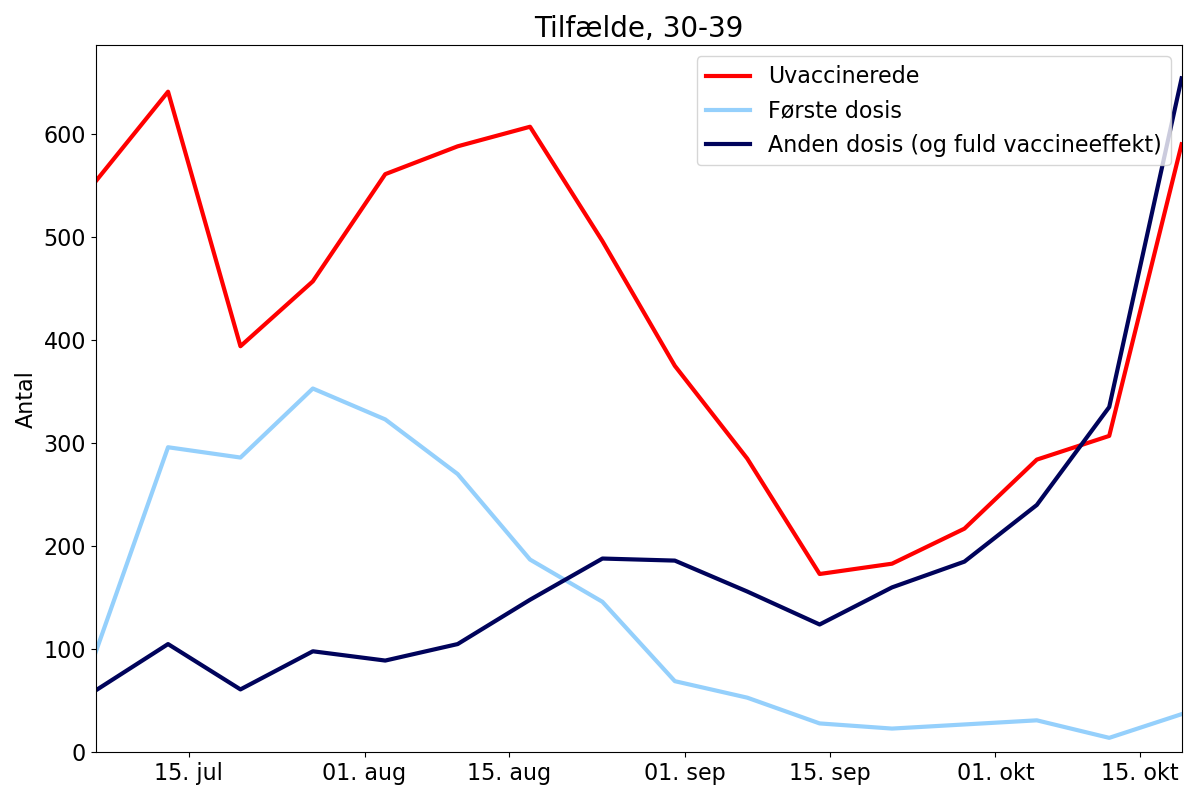 Tilfælde, 30-39
Uvaccinerede
Første dosis
Anden dosis (og fuld vaccineeffekt)
Antal
600
500
400
300
200
100
0
15. jul
01. aug
15. aug
01. sep
15. sep
01. okt
15. okt